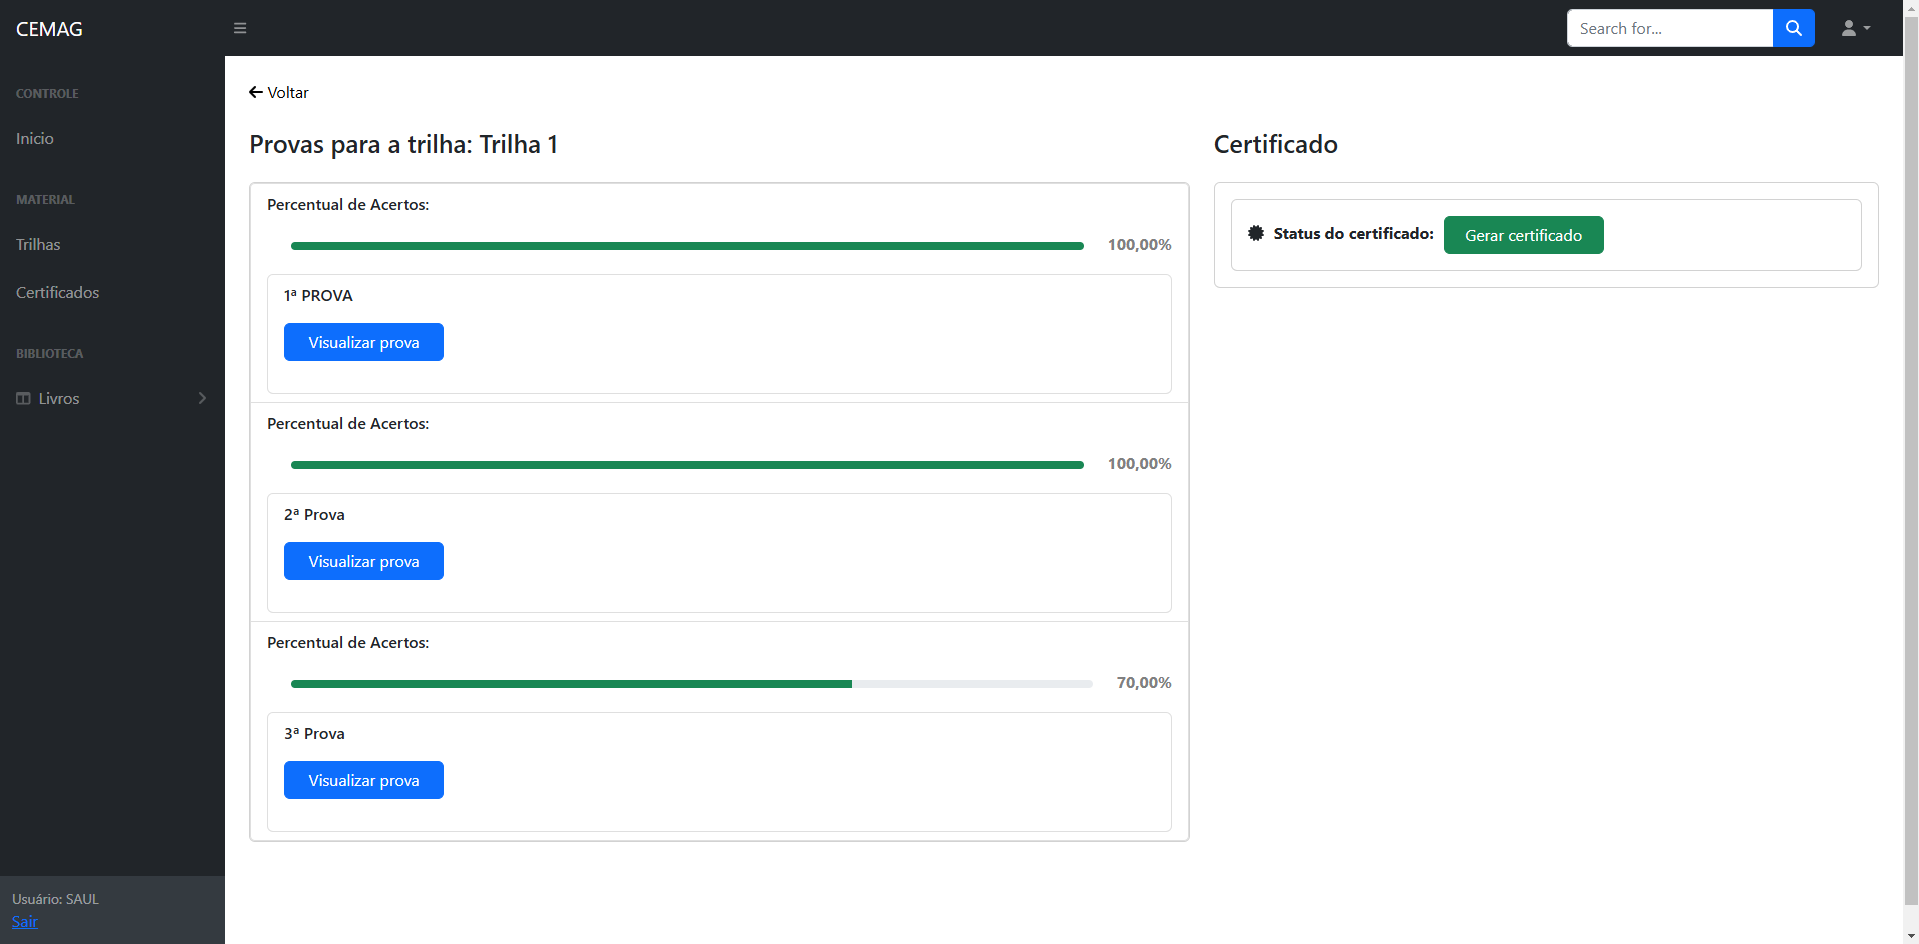 CEMAG
Search for...
CONTROLE
Inicio
MATERIAL
Trilhas
Certificados
BIBLIOTECA
Livros
Usuário: SAUL
Sair
Voltar
Provas para a trilha: Trilha 1
Percentual de Acertos:
100,00%
1ª PROVA
Visualizar prova
Percentual de Acertos:
100,00%
2ª Prova
Visualizar prova
Percentual de Acertos:
70,00%
3ª Prova
Visualizar prova
Certificado
Status do certificado: Gerar certificado